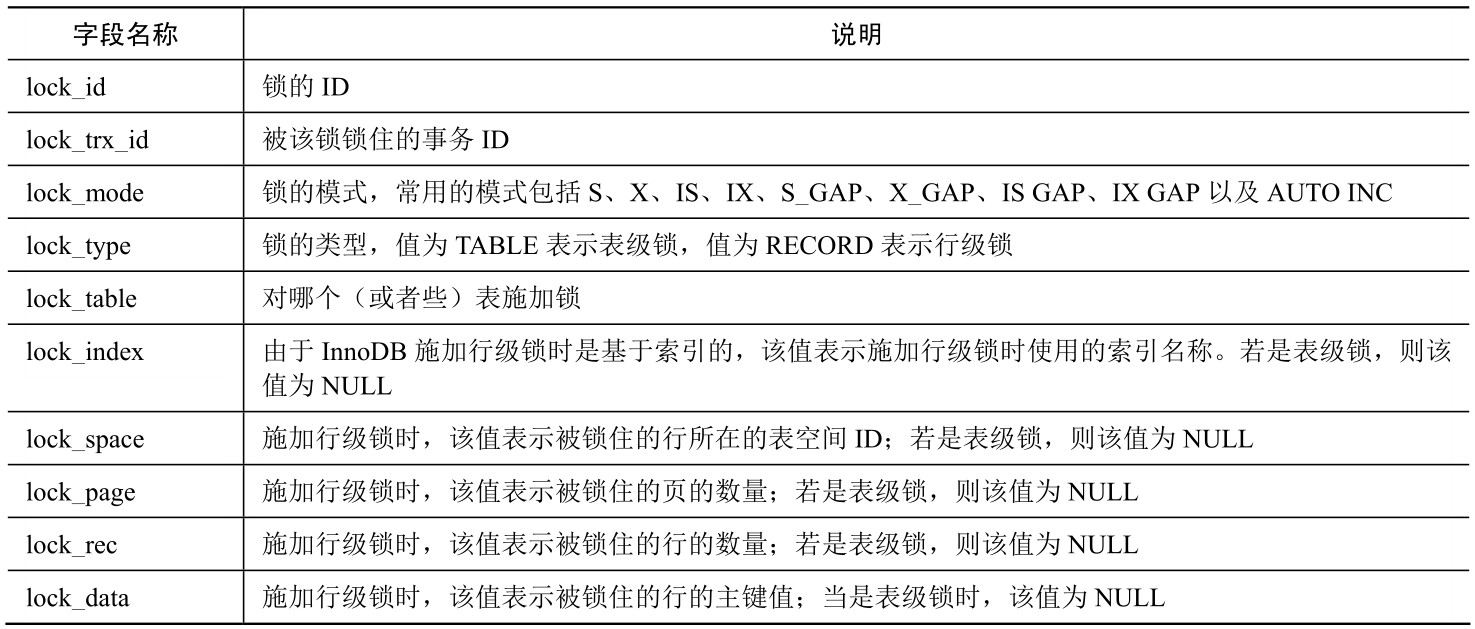 字段名称 说明
lock_id 锁的 ID
lock_trx_id 被该锁锁住的事务 ID
lock_mode 锁的模式，常用的模式包括 S、X、IS、IX、S_GAP、X_GAP、IS GAP、IX GAP 以及 AUTO INC
lock_type 锁的类型，值为 TABLE 表示表级锁，值为 RECORD 表示行级锁
lock_table 对哪个（或者些）表施加锁
lock_index 由于 InnoDB 施加行级锁时是基于索引的，该值表示施加行级锁时使用的索引名称。若是表级锁，则该
值为 NULL
lock_space 施加行级锁时，该值表示被锁住的行所在的表空间 ID；若是表级锁，则该值为 NULL
lock_page 施加行级锁时，该值表示被锁住的页的数量；若是表级锁，则该值为 NULL
lock_rec 施加行级锁时，该值表示被锁住的行的数量；若是表级锁，则该值为 NULL
lock_data 施加行级锁时，该值表示被锁住的行的主键值；当是表级锁时，该值为 NULL